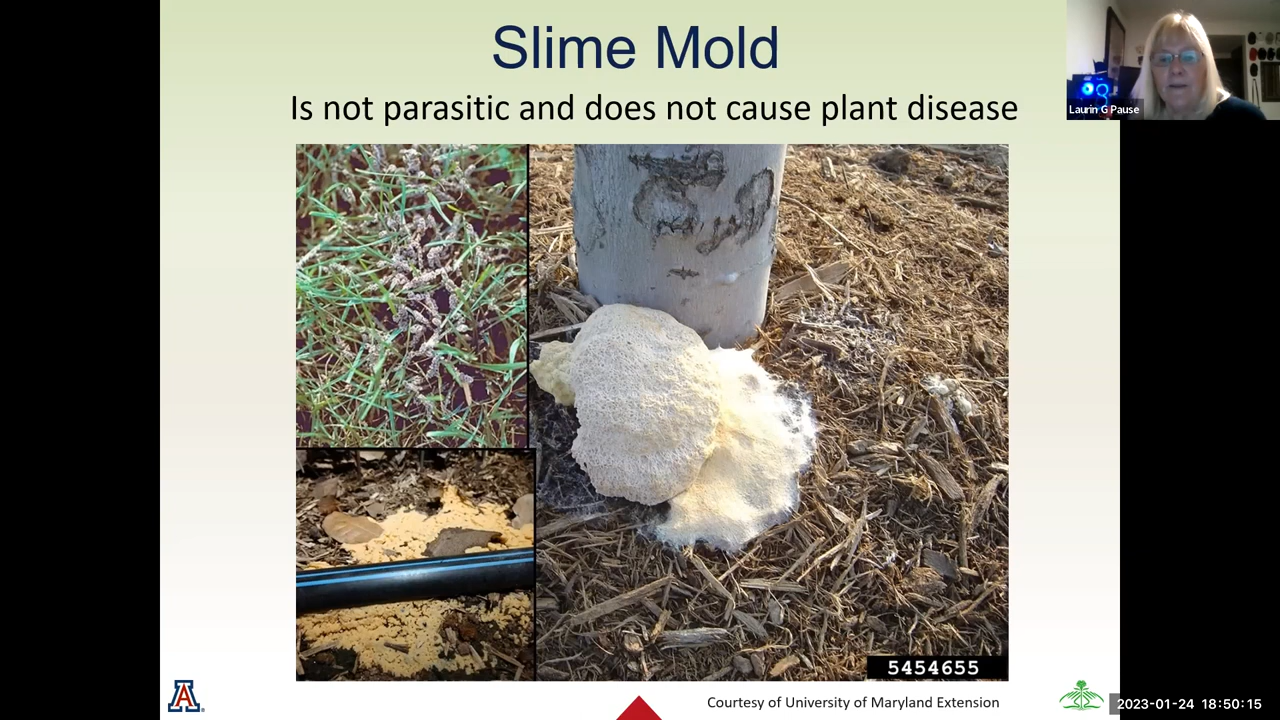 Slime Mold
Is not parasitic and does not cause plant disease
Laurin G Pause
5454655
Courtesy of University of Maryland Extension
A
2023-01-24 18:50:15